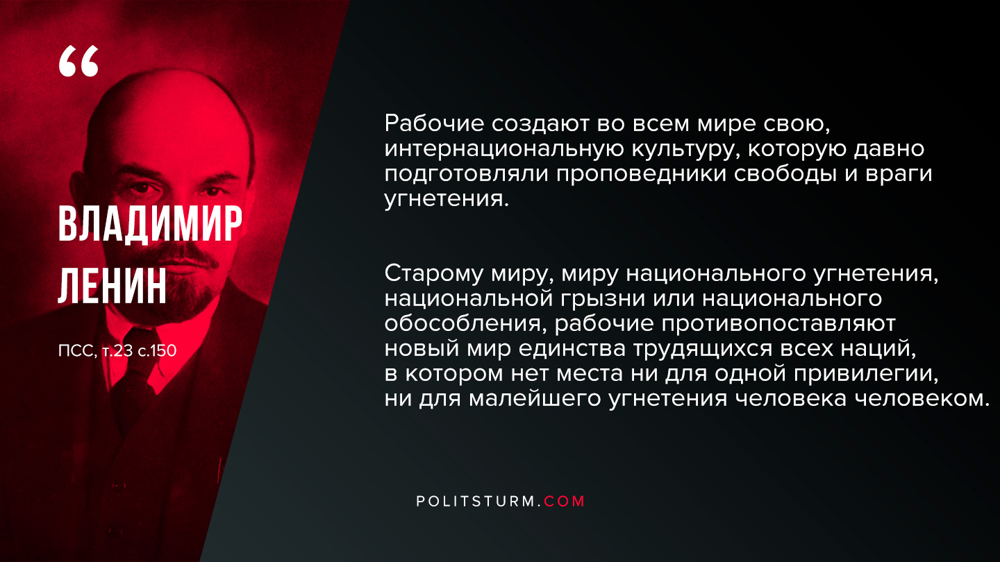 “
ВЛАДИМИР
ЛЕНИН
ПСС, т.23 с.150
Рабочие создают во всем мире свою,
интернациональную культуру, которую давно
подготовляли проповедники свободы и враги
угнетения.
Старому миру, миру национального угнетения,
национальной грызни или национального
обособления, рабочие противопоставляют
новый мир единства трудящихся всех наций,
в котором нет места ни для одной привилегии,
ни для малейшего угнетения человека человеком.
POLITSTURM.COM